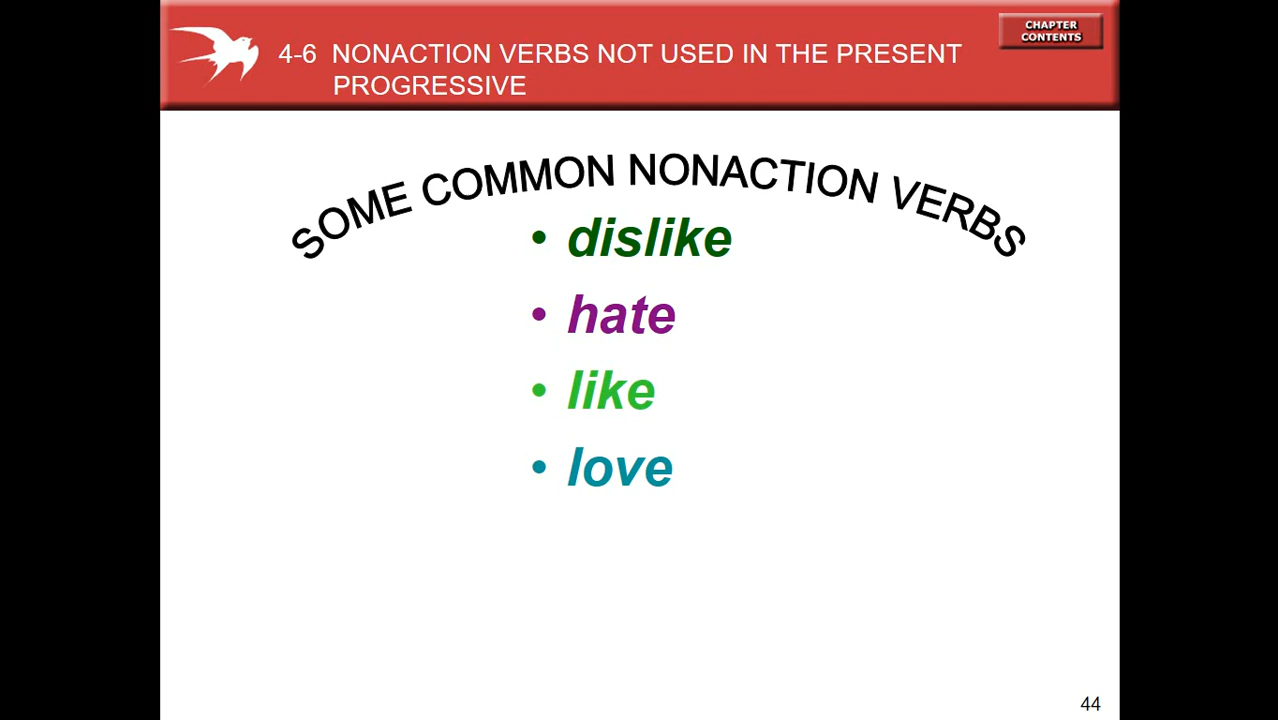 CHAPTER
CONTENTS
4-6 NONACTION VERBS NOT USED IN THE PRESENT
PROGRESSIVE
SOME COMMON NONACTION VERBS
• dislike
• hate
• like
• love
44